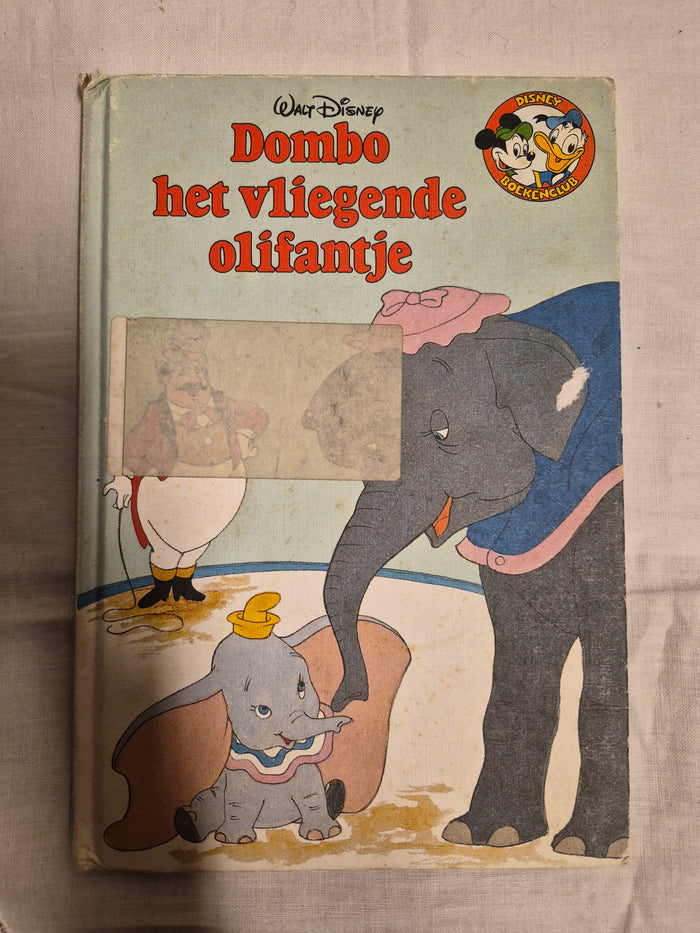 Walt Disney
Dombo
het vliegende
olifantje
DISNEY
BOEKENCLUB